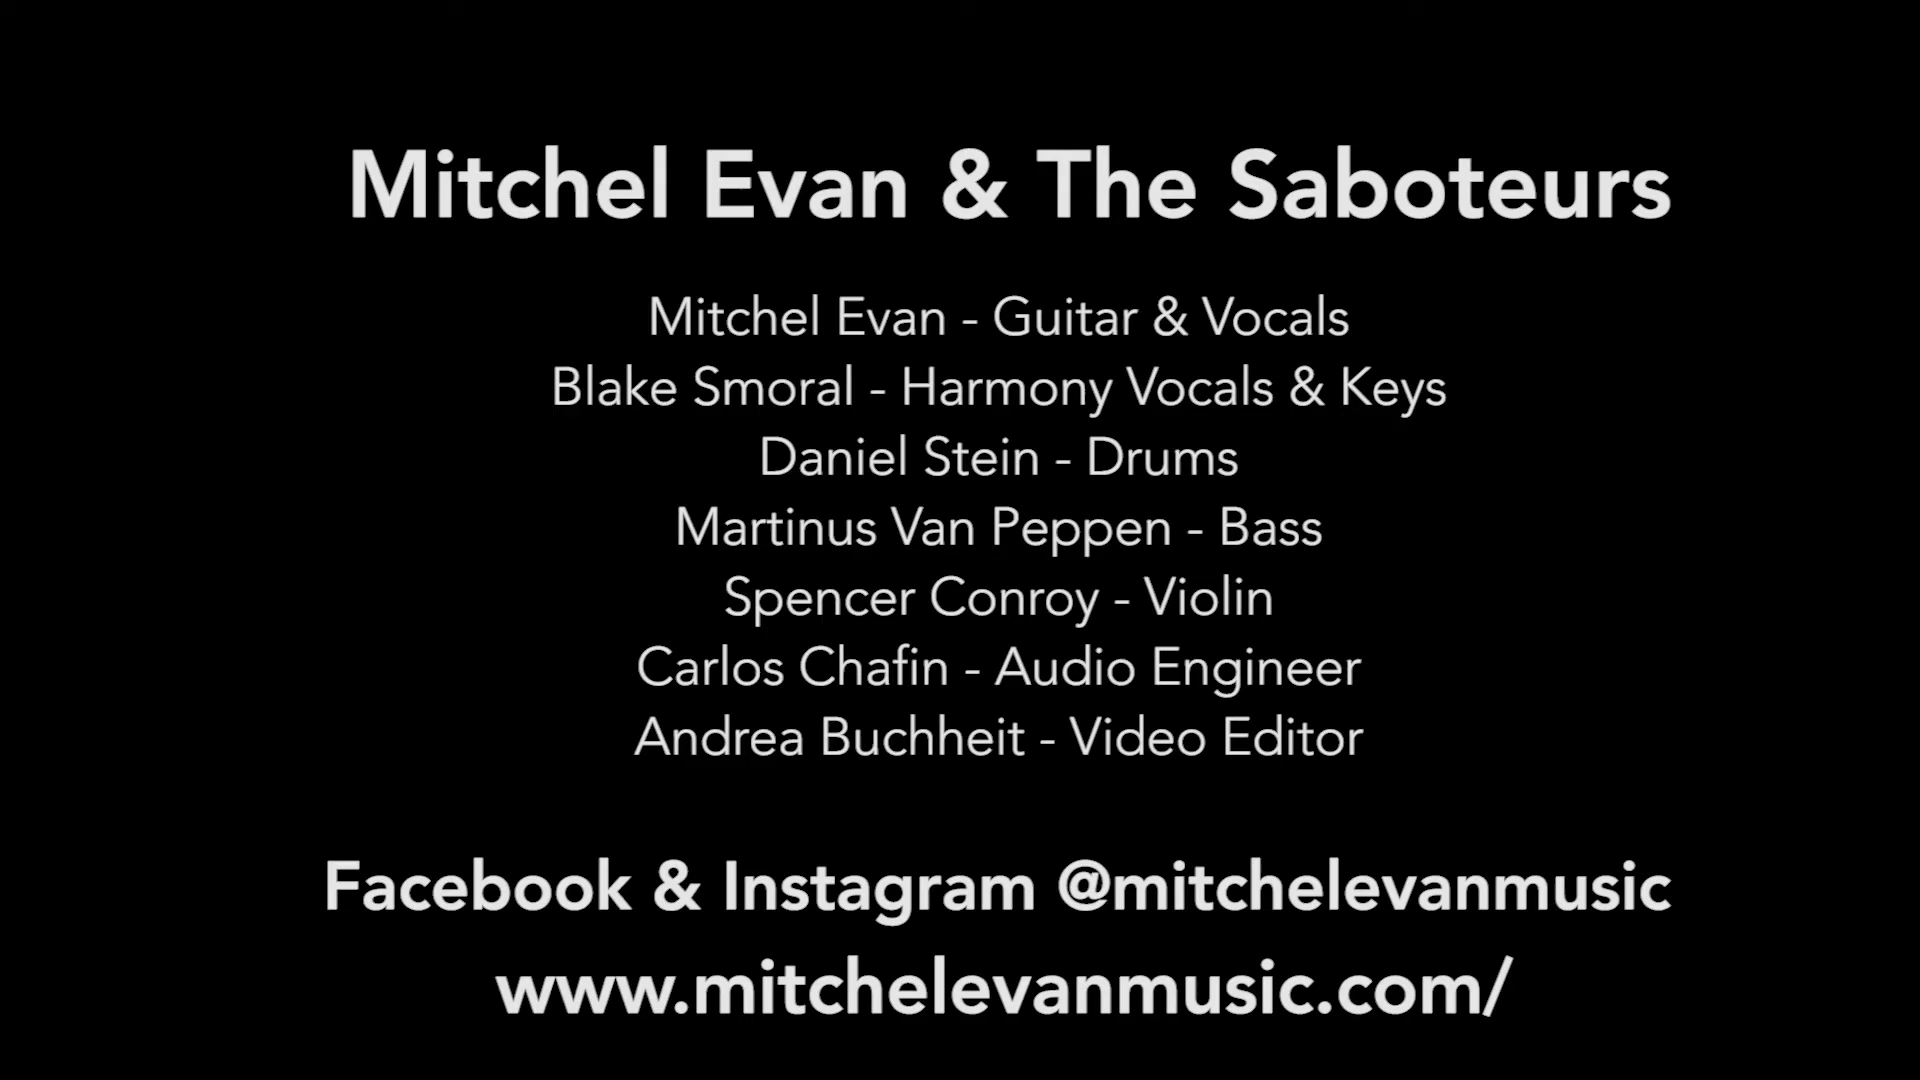 Mitchel Evan & The Saboteurs
Mitchel Evan - Guitar & Vocals
Blake Smoral - Harmony Vocals & Keys
Daniel Stein - Drums
Martinus Van Peppen - Bass
Spencer Conroy - Violin
Carlos Chafin - Audio Engineer
Andrea Buchheit - Video Editor
Facebook & Instagram @mitchelevanmusic
www.mitchelevanmusic.com/